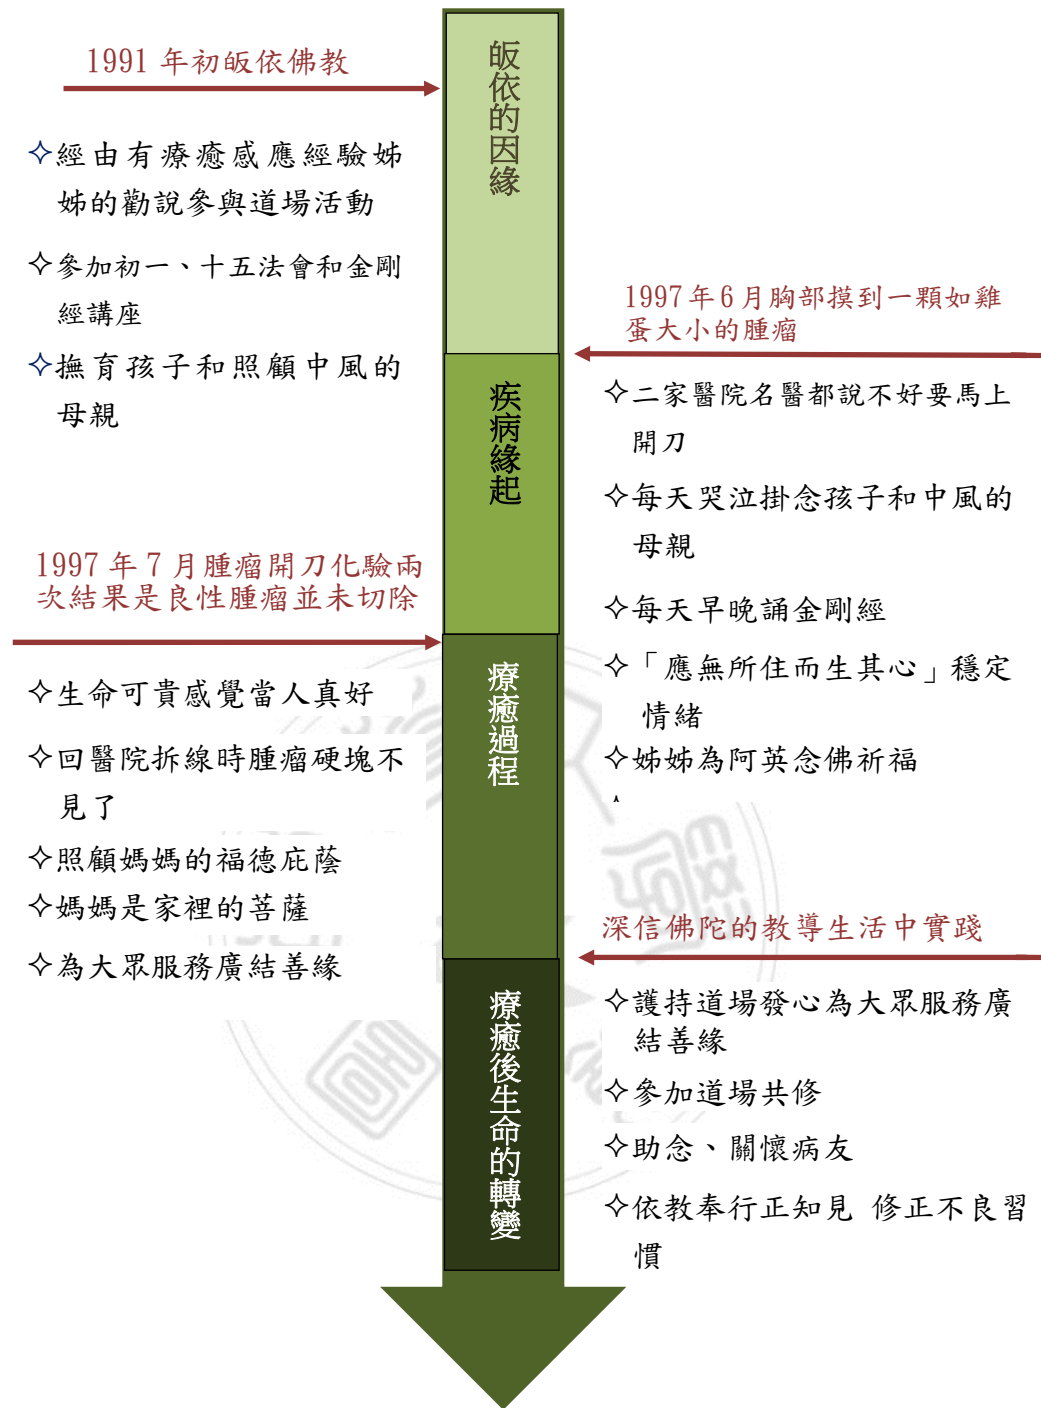 1991 年初皈依佛教
皈依的因緣
✧經由有療癒感應經驗姊
姊的勸說參與道場活動
✧參加初一、十五法會和金剛
經講座
✧撫育孩子和照顧中風的
母親
1997年6月胸部摸到一顆如雞
蛋大小的腫瘤
疾病緣起
✧二家醫院名醫都說不好要馬上
開刀
✧每天哭泣掛念孩子和中風的
母親
✧每天早晚誦金剛經
✧「應無所住而生其心」穩定
情緒
✧姊姊為阿英念佛祈福
1997 年 7 月腫瘤開刀化驗兩
次結果是良性腫瘤並未切除
療癒過程
✧生命可貴感覺當人真好
✧回醫院拆線時腫瘤硬塊不
見了
✧照顧媽媽的福德庇蔭
✧媽媽是家裡的菩薩
✧為大眾服務廣結善緣
深信佛陀的教導生活中實踐
療癒後生命的轉變
✧護持道場發心為大眾服務廣
結善緣
✧參加道場共修
✧助念、關懷病友
✧依教奉行正知見 修正不良習
慣